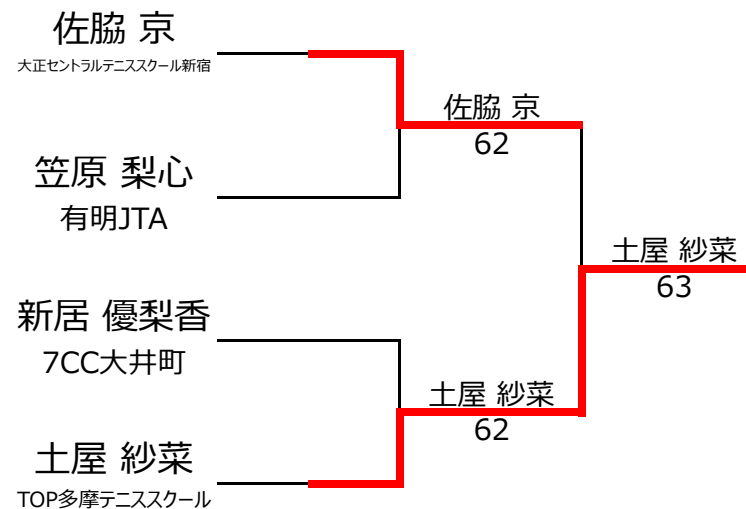 佐脇 京
大正セントラルテニススクール新宿
佐脇 京
62
笠原 梨心
有明JTA
土屋 紗菜
63
新居 優梨香
7CC大井町
土屋 紗菜
62
土屋 紗菜
TOP多摩テニススクール